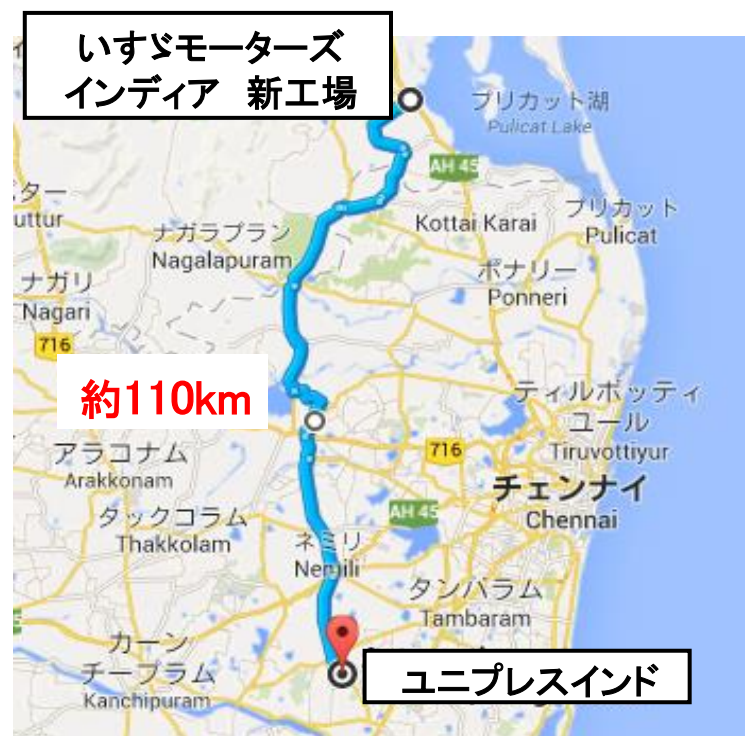 いすゞモーターズ
インディア 新工場
プリカット湖
Pulicat Lake
AH 45
uttur
ナガラプラン
Nagalapuram
Kottai Karai
プリカット
Pulicat
ナガリ
Nagari
ポナリー
Ponneri
716
約110km
ティルボッティ
ユール
Tiruvottiyur
アラコナム
Arakkonam
716
チェンナイ
Chennai
タックコラム
Thakkolam
AH 45
ネミリ
Nemili
タンバラム
Tambaram
カーン
チープラム
Kanchipuram
ユニプレスインド